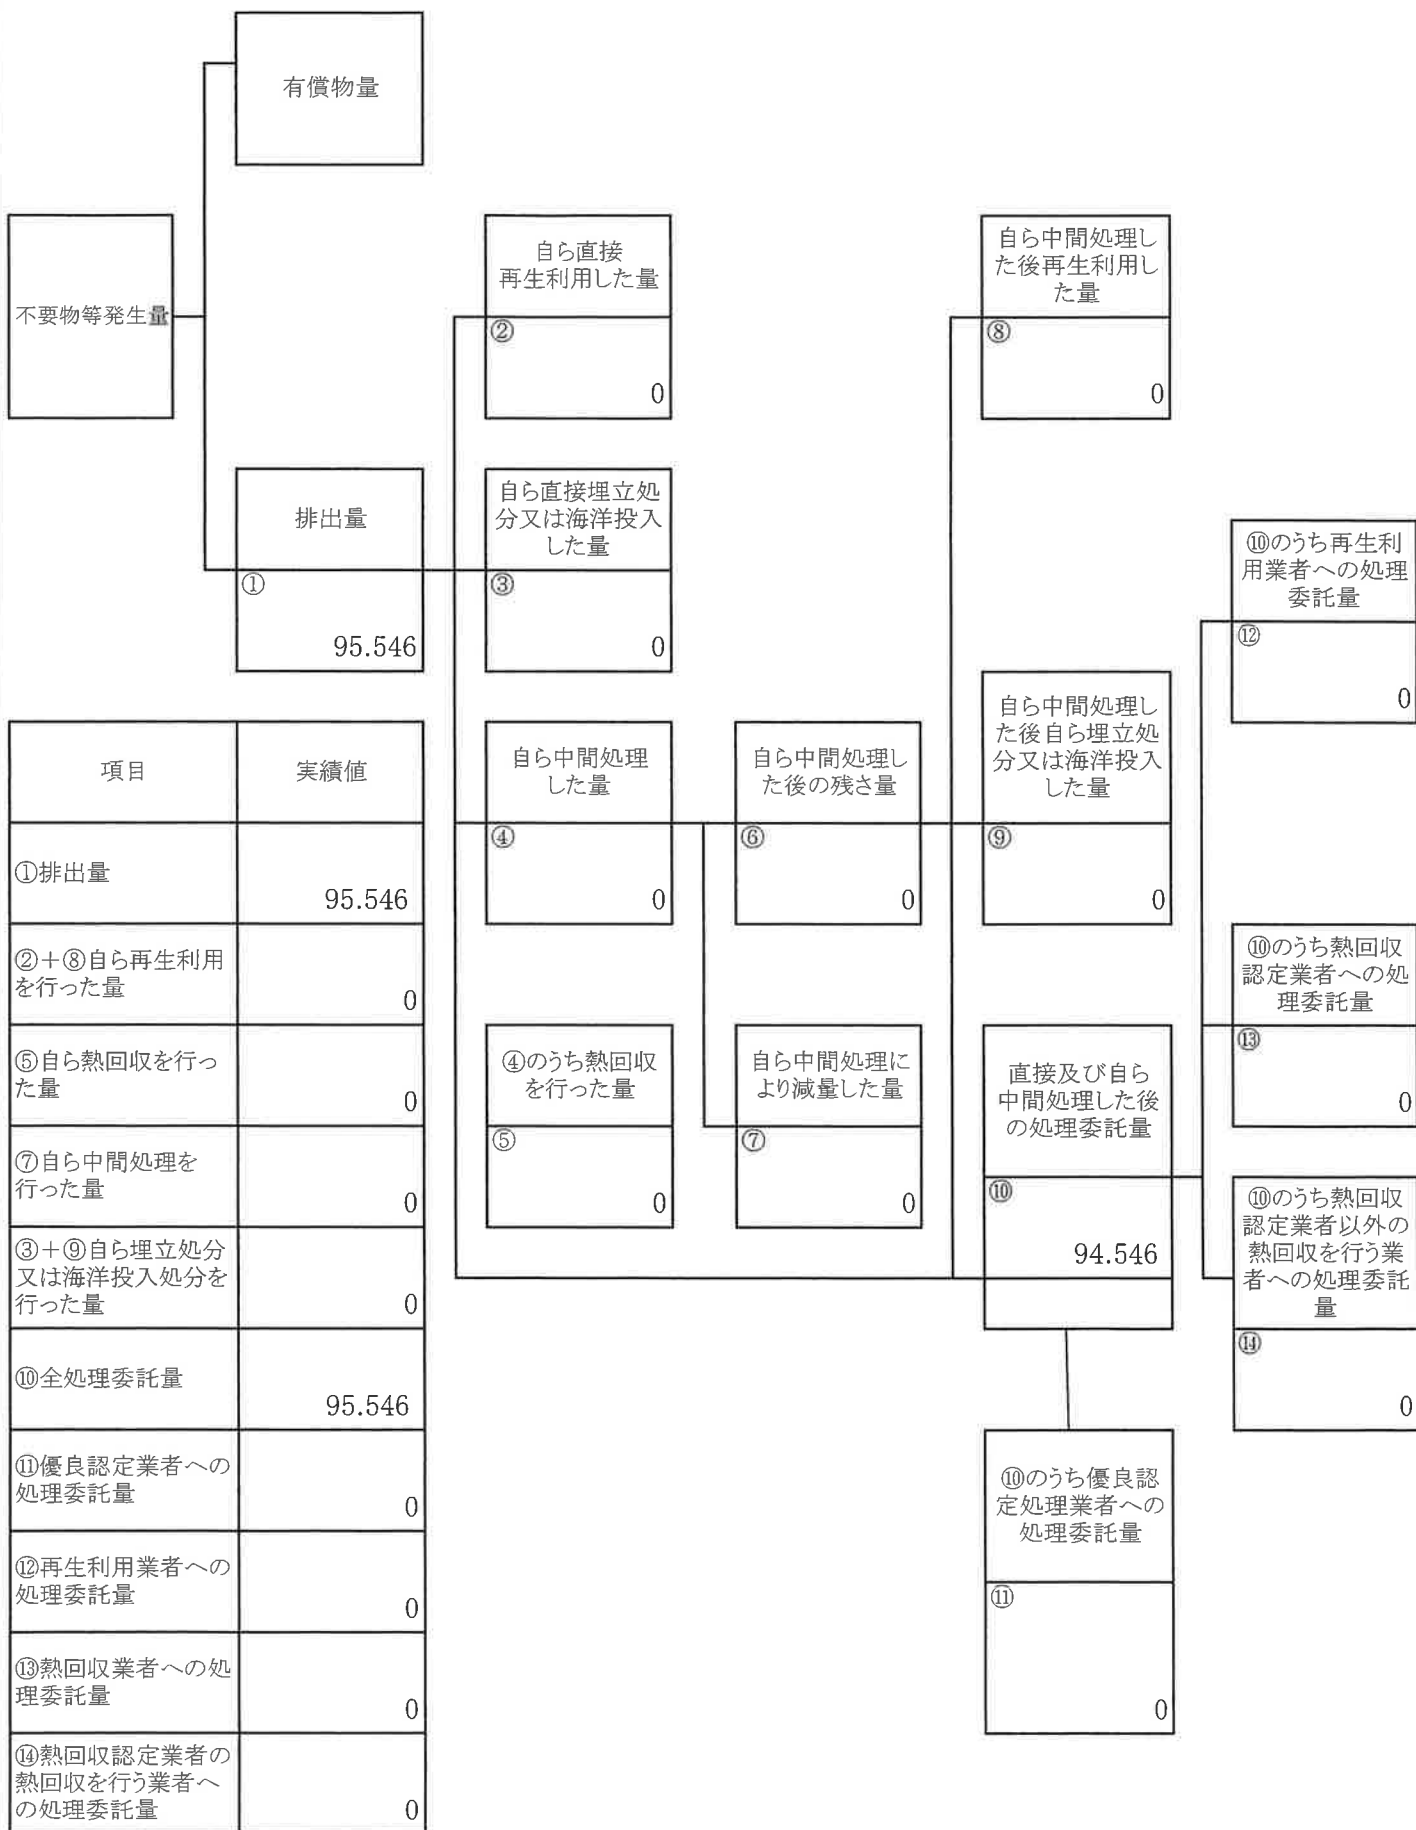 有償物量
不要物等発生量
自ら直接
再生利用した量
②
0
自ら中間処理し
た後再生利用し
た量
⑧
0
排出量
①
95.546
自ら直接埋立処
分又は海洋投入
した量
③
0
⑩のうち再生利
用業者への処理
委託量
⑫
0
自ら中間処理
した量
④
0
自ら中間処理し
た後の残さ量
⑥
0
自ら中間処理し
た後自ら埋立処
分又は海洋投入
した量
⑨
0
⑩のうち熱回収
認定業者への処
理委託量
⑬
0
④のうち熱回収
を行った量
⑤
0
自ら中間処理に
より減量した量
⑦
0
直接及び自ら
中間処理した後
の処理委託量
⑩
94.546
⑩のうち熱回収
認定業者以外の
熱回収を行う業
者への処理委託
量
⑭
0
⑩のうち優良認
定処理業者への
処理委託量
⑪
0
項目
実績値
①排出量
95.546
②＋⑧自ら再生利用
を行った量
0
⑤自ら熱回収を行っ
た量
0
⑦自ら中間処理を
行った量
0
③＋⑨自ら埋立処分
又は海洋投入処分を
行った量
0
⑩全処理委託量
95.546
⑪優良認定業者への
処理委託量
0
⑫再生利用業者への
処理委託量
0
⑬熱回収業者への処
理委託量
0
⑭熱回収認定業者の
熱回収を行う業者へ
の処理委託量
0